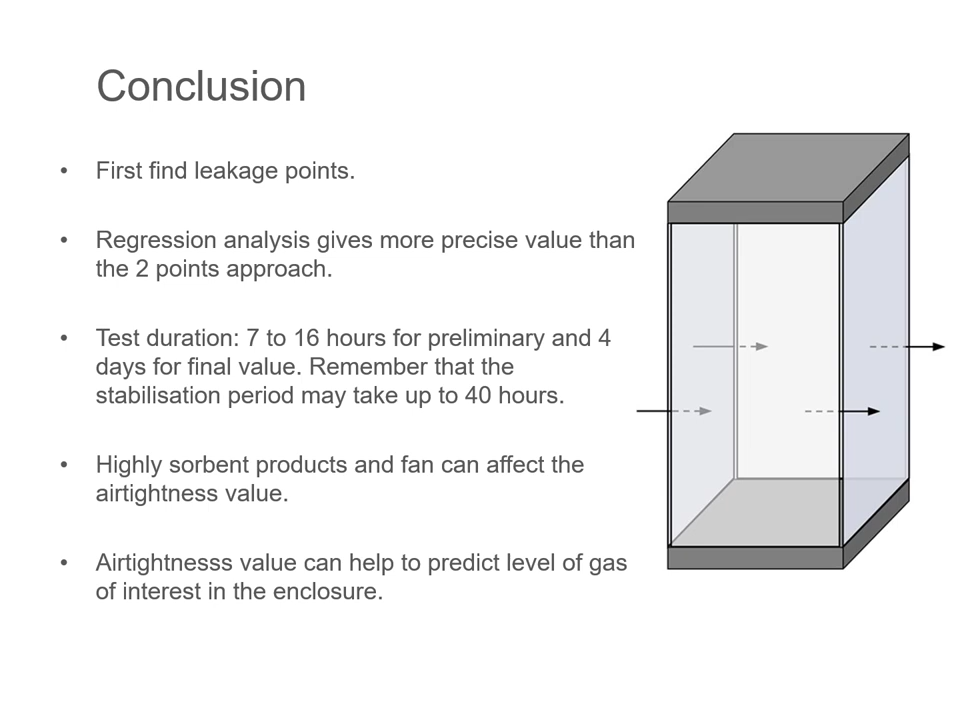 Conclusion
• First find leakage points.
• Regression analysis gives more precise value than
the 2 points approach.
• Test duration: 7 to 16 hours for preliminary and 4
days for final value. Remember that the
stabilisation period may take up to 40 hours.
• Highly sorbent products and fan can affect the
airtightness value.
• Airtightnesss value can help to predict level of gas
of interest in the enclosure.